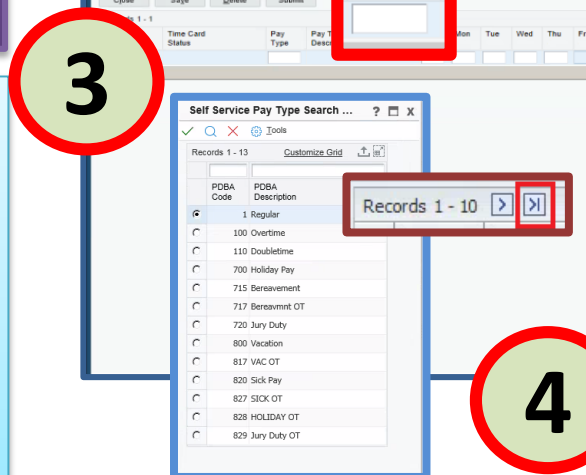 Close Save Delete Submit
1 - 1
Time Card Status
Pay Type
Pay T
Descr
Mon Tue Wed Thu
3
Self Service Pay Type Search ... ? X
Tools
Records 1 - 13 Customize Grid
PDBA Code PDBA Description
1 Regular
100 Overtime
110 Doubletime
700 Holiday Pay
715 Bereavement
717 Bereavmnt OT
720 Jury Duty
800 Vacation
817 VAC OT
820 Sick Pay
827 SICK OT
828 HOLIDAY OT
829 Jury Duty OT
Records 1 - 10
4